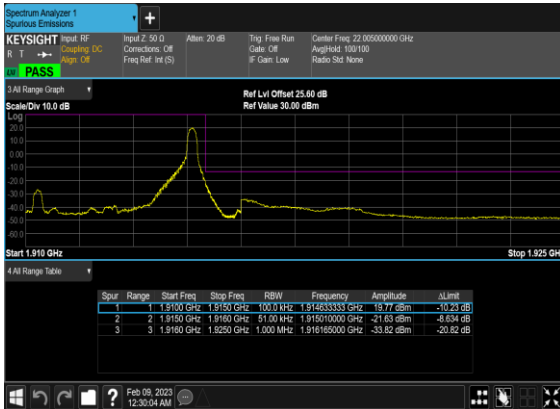 Spectrum Analyzer 1
Spurious Emissions
KEYSIGHT Input: RF Input Z: 50 Ω Atten: 20 dB Trig: Free Run Center Freq: 22.005000000 GHz
R T Coupling: DC Corrections: Off Gate: Off Avg|Hold: 100/100
Align: Off Freq Ref: Int (S) IF Gain: Low Radio Std: None
PASS
3 All Range Graph Ref Lvl Offset 25.60 dB
Scale/Div 10.0 dB Ref Value 30.00 dBm
Log
20.0
10.0
0.00
-10.0
-20.0
-30.0
-40.0
-50.0
-60.0
Start 1.910 GHz Stop 1.925 GH
4 All Range Table
Spur Range Start Freq Stop Freq RBW Frequency Amplitude ΔLimit
1 1 1.9100 GHz 1.9150 GHz 100.0 kHz 1.914633333 GHz 19.77 dBm -10.23 dB
2 2 1.9150 GHz 1.9160 GHz 51.00 kHz 1.915010000 GHz -21.63 dBm -8.634 dB
3 3 1.9160 GHz 1.9250 GHz 1.000 MHz 1.916165000 GHz -33.82 dBm -20.82 dB
Feb 09, 2023
12:30:04 AM